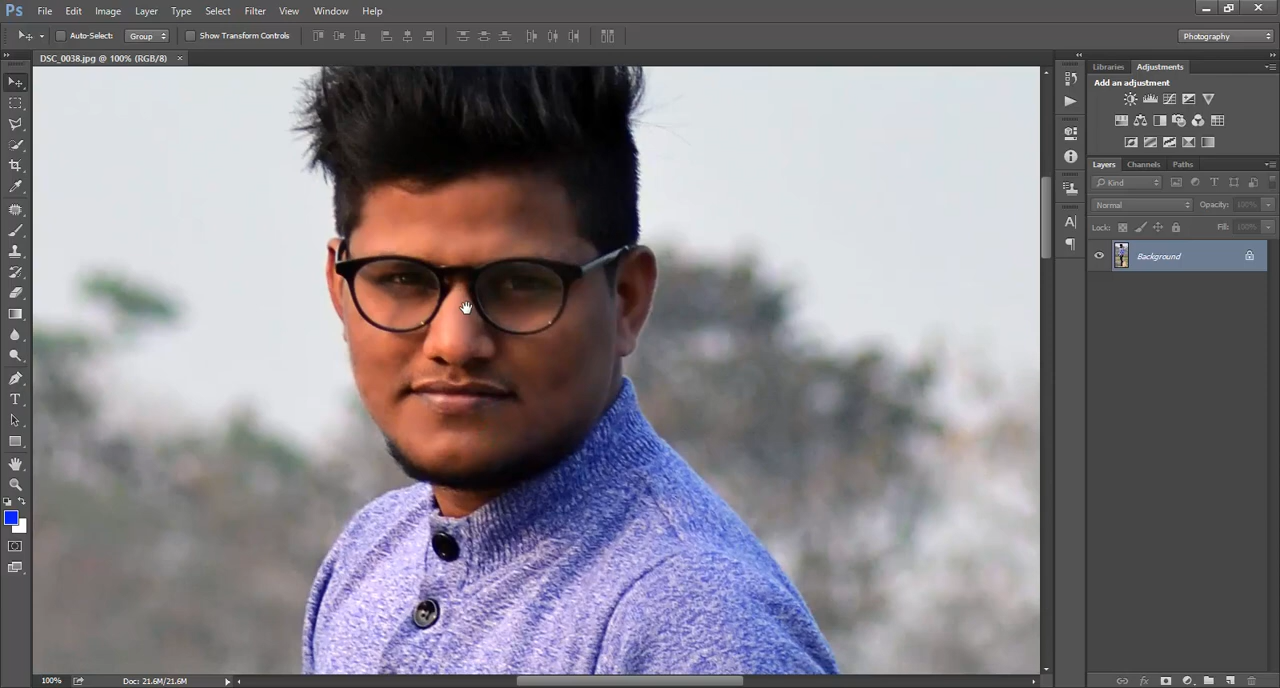 Ps File Edit Image Layer Type Select Filter View Window Help
Auto-Select: Group Show Transform Controls Photography
DSC_0038.jpg @ 100% (RGB/8) ×
Libraries Adjustments
Add an adjustment
Layers Channels Paths
Kind
Normal Opacity: 100%
Lock: Fill: 100%
Background
100% Doc: 21.6M/21.6M